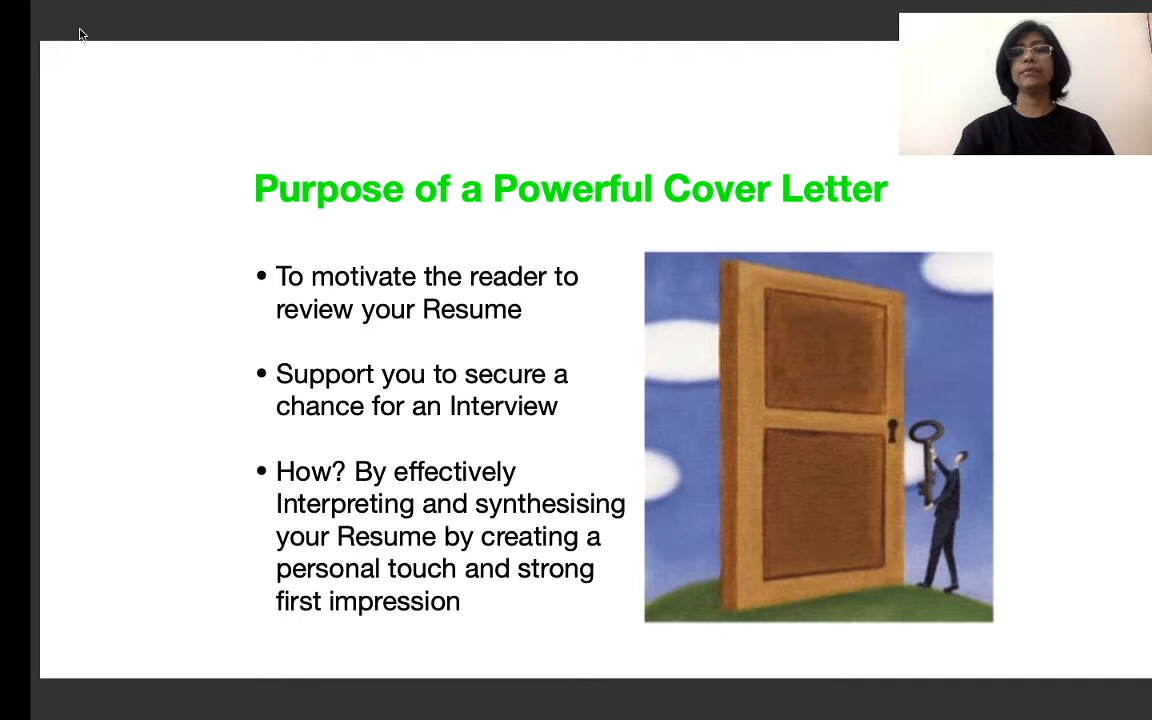 Purpose of a Powerful Cover Letter
• To motivate the reader to
review your Resume
• Support you to secure a
chance for an Interview
• How? By effectively
Interpreting and synthesising
your Resume by creating a
personal touch and strong
first impression